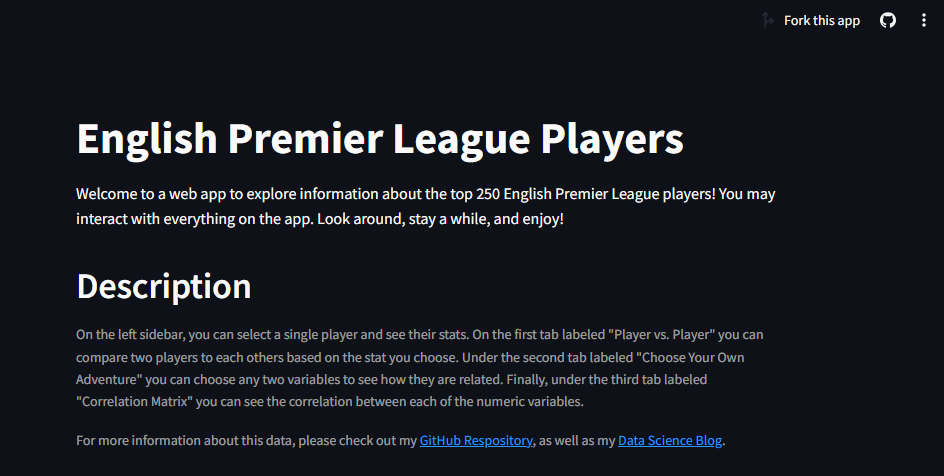 Fork this app
English Premier League Players
Welcome to a web app to explore information about the top 250 English Premier League players! You may
interact with everything on the app. Look around, stay a while, and enjoy!
Description
On the left sidebar, you can select a single player and see their stats. On the first tab labeled "Player vs. Player" you can
compare two players to each others based on the stat you choose. Under the second tab labeled "Choose Your Own
Adventure" you can choose any two variables to see how they are related. Finally, under the third tab labeled
"Correlation Matrix" you can see the correlation between each of the numeric variables.
For more information about this data, please check out my GitHub Respository, as well as my Data Science Blog.